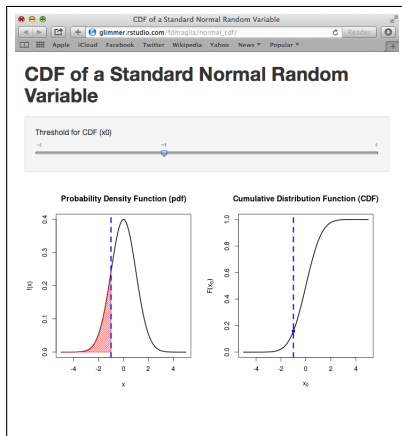 CDF of a Standard Normal Random Variable
glimmer.rstudio.com/fditraglia/normal_cdf/
Reader
Apple iCloud Facebook Twitter Wikipedia Yahoo News Popular
CDF of a Standard Normal Random
Variable
Threshold for CDF (x0)
-4 -1 4
Probability Density Function (pdf)
f(x)
0.4
0.3
0.2
0.1
0.0
-4 -2 0 2 4
x
Cumulative Distribution Function (CDF)
F(x₀)
1.0
0.8
0.6
0.4
0.2
0.0
-4 -2 0 2 4
x₀